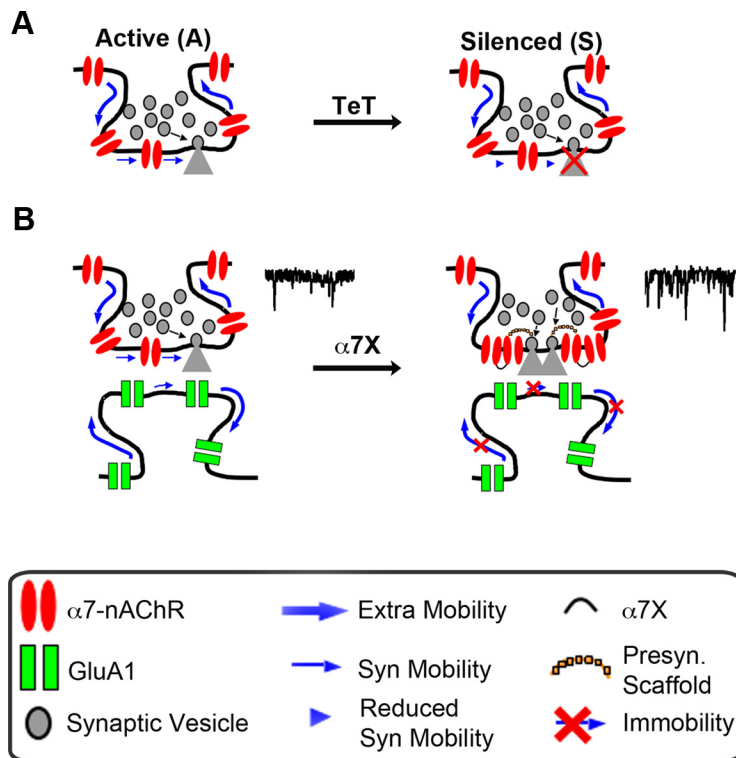 A
Active (A)
Silenced (S)
TeT
B
α7X
α7-nAChR
Extra Mobility
α7X
GluA1
Syn Mobility
Presyn.
Scaffold
Synaptic Vesicle
Reduced
Syn Mobility
Immobility